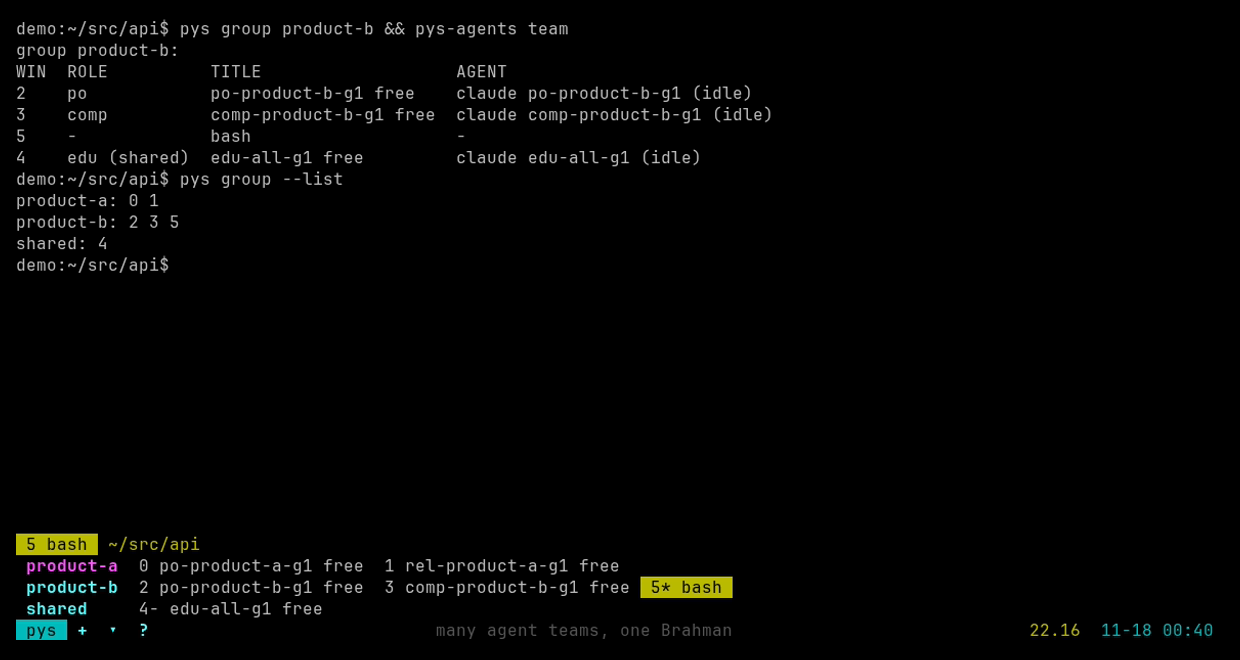 demo:~/src/api$ pys group product-b && pys-agents team
group product-b:
WIN  ROLE          TITLE                   AGENT
2    po            po-product-b-g1 free    claude po-product-b-g1 (idle)
3    comp          comp-product-b-g1 free  claude comp-product-b-g1 (idle)
5    -             bash                    -
4    edu (shared)  edu-all-g1 free         claude edu-all-g1 (idle)
demo:~/src/api$ pys group --list
product-a: 0 1
product-b: 2 3 5
shared: 4
demo:~/src/api$
5 bash  ~/src/api
product-a  0 po-product-a-g1 free  1 rel-product-a-g1 free
product-b  2 po-product-b-g1 free  3 comp-product-b-g1 free  5* bash
shared     4- edu-all-g1 free
pys  +  ▾  ?  many agent teams, one Brahman  22.16  11-18 00:40